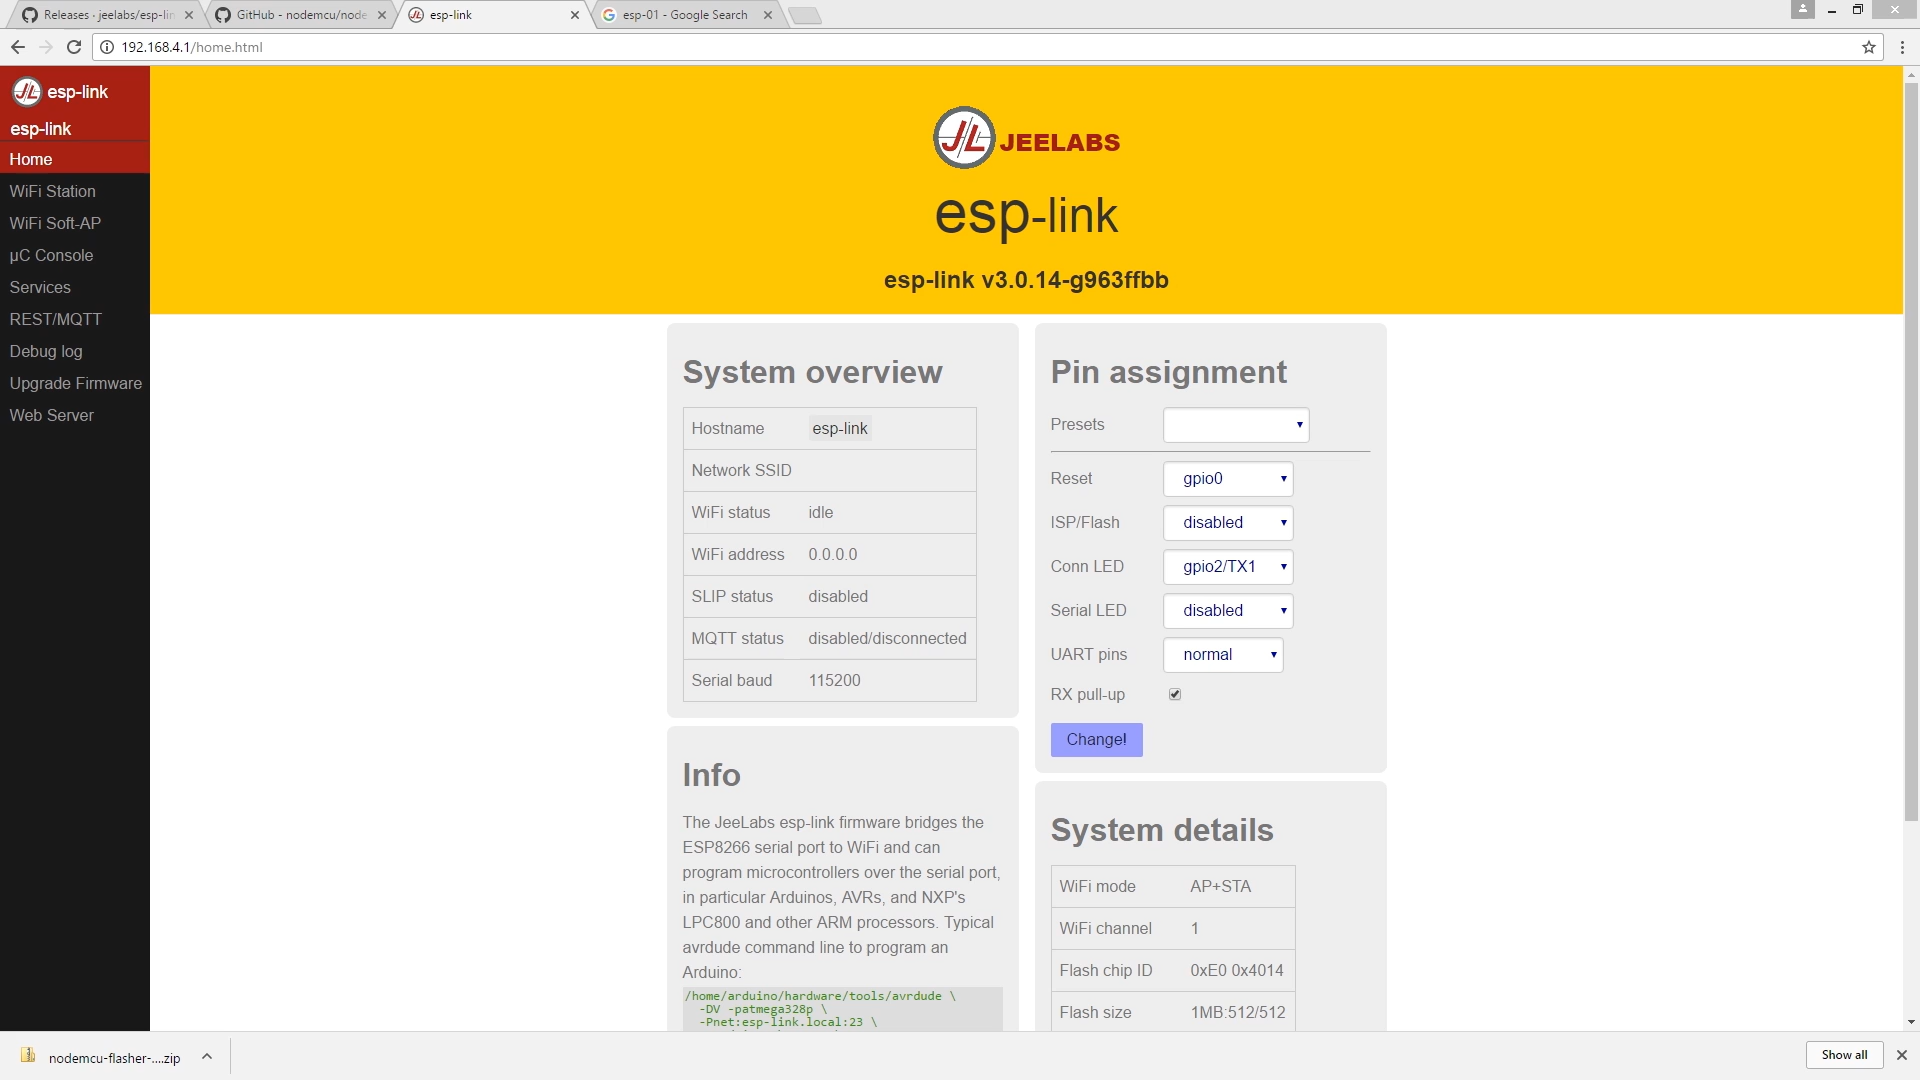 Releases · jeelabs/esp-lin
GitHub - nodemcu/node
esp-link
esp-01 - Google Search
192.168.4.1/home.html
JL esp-link
esp-link
Home
WiFi Station
WiFi Soft-AP
µC Console
Services
REST/MQTT
Debug log
Upgrade Firmware
Web Server
JL JEELABS
esp-link
esp-link v3.0.14-g963ffbb
System overview
Hostname esp-link
Network SSID
WiFi status idle
WiFi address 0.0.0.0
SLIP status disabled
MQTT status disabled/disconnected
Serial baud 115200
Info
The JeeLabs esp-link firmware bridges the
ESP8266 serial port to WiFi and can
program microcontrollers over the serial port,
in particular Arduinos, AVRs, and NXP's
LPC800 and other ARM processors. Typical
avrdude command line to program an
Arduino:
/home/arduino/hardware/tools/avrdude \
-DV -patmega328p \
-Pnet:esp-link.local:23 \
Pin assignment
Presets
Reset gpio0
ISP/Flash disabled
Conn LED gpio2/TX1
Serial LED disabled
UART pins normal
RX pull-up
Change!
System details
WiFi mode AP+STA
WiFi channel 1
Flash chip ID 0xE0 0x4014
Flash size 1MB:512/512
nodemcu-flasher-....zip
Show all